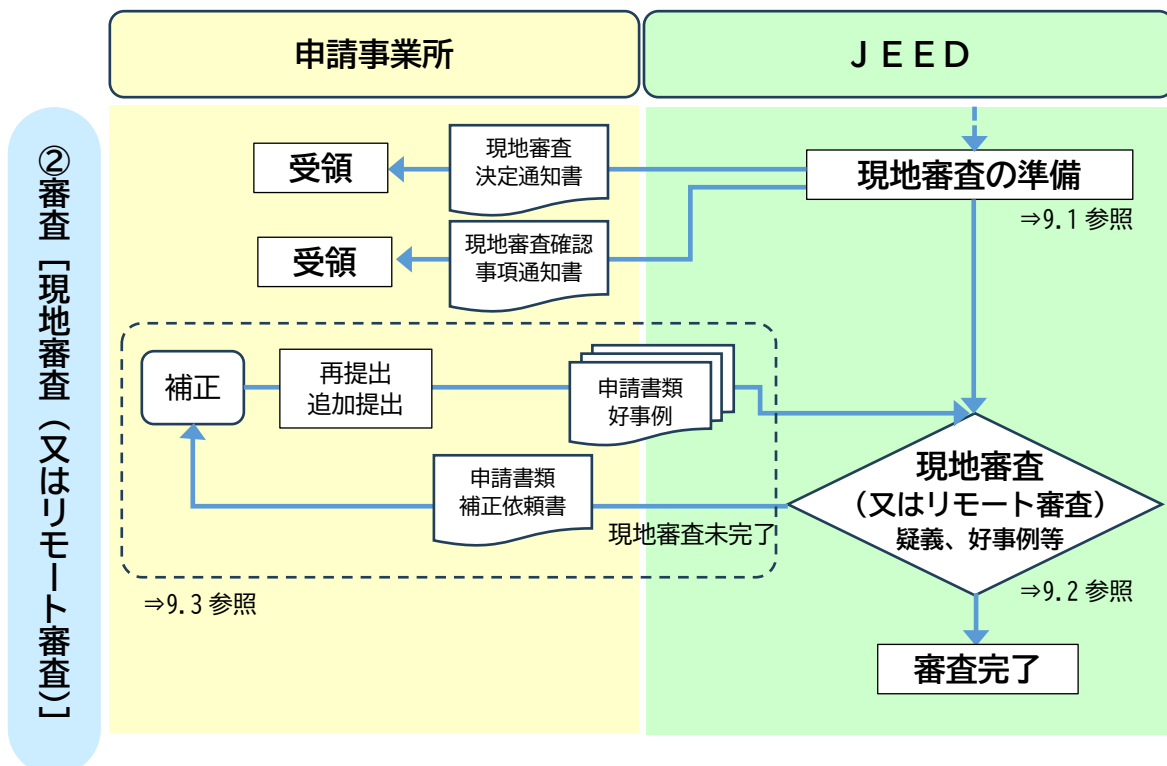 申請事業所
ＪＥＥＤ
②審査［現地審査（又はリモート審査）］
現地審査
決定通知書
受領
現地審査の準備
⇒9.1 参照
現地審査確認
事項通知書
受領
補正
再提出
追加提出
申請書類
好事例
申請書類
補正依頼書
現地審査未完了
⇒9.3 参照
現地審査
（又はリモート審査）
疑義、好事例等
⇒9.2 参照
審査完了